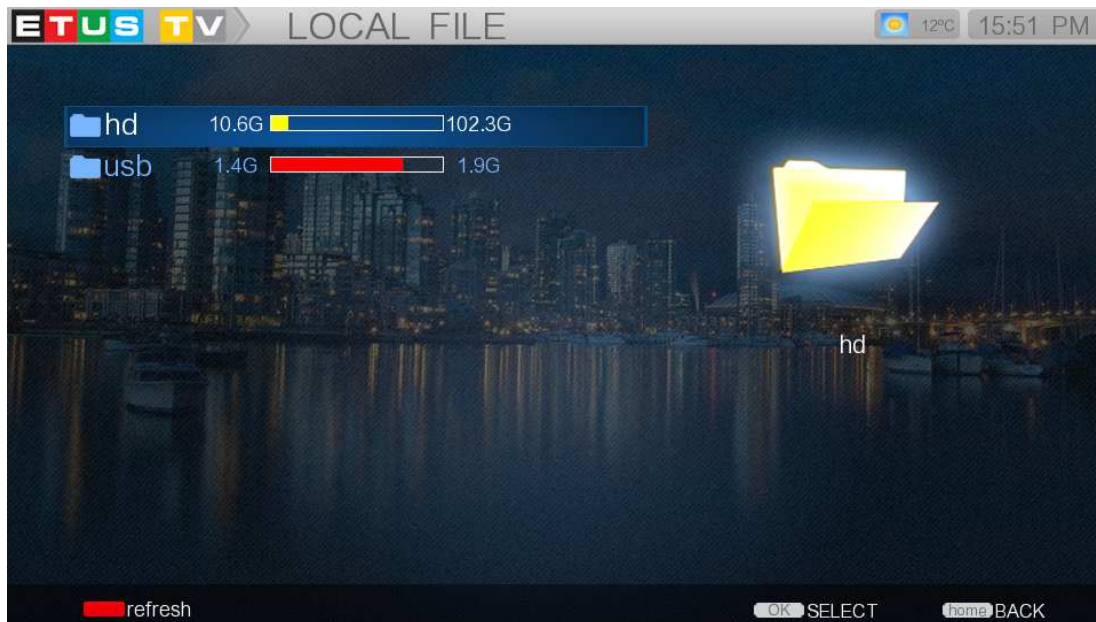 ETUS TV LOCAL FILE 12ºC 15:51 PM
hd 10.6G 102.3G
usb 1.4G 1.9G
hd
refresh OK SELECT home BACK